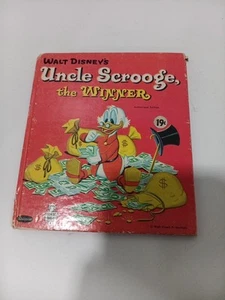 WALT DISNEY'S
Uncle Scrooge,
the WINNER
19¢
$
$
$